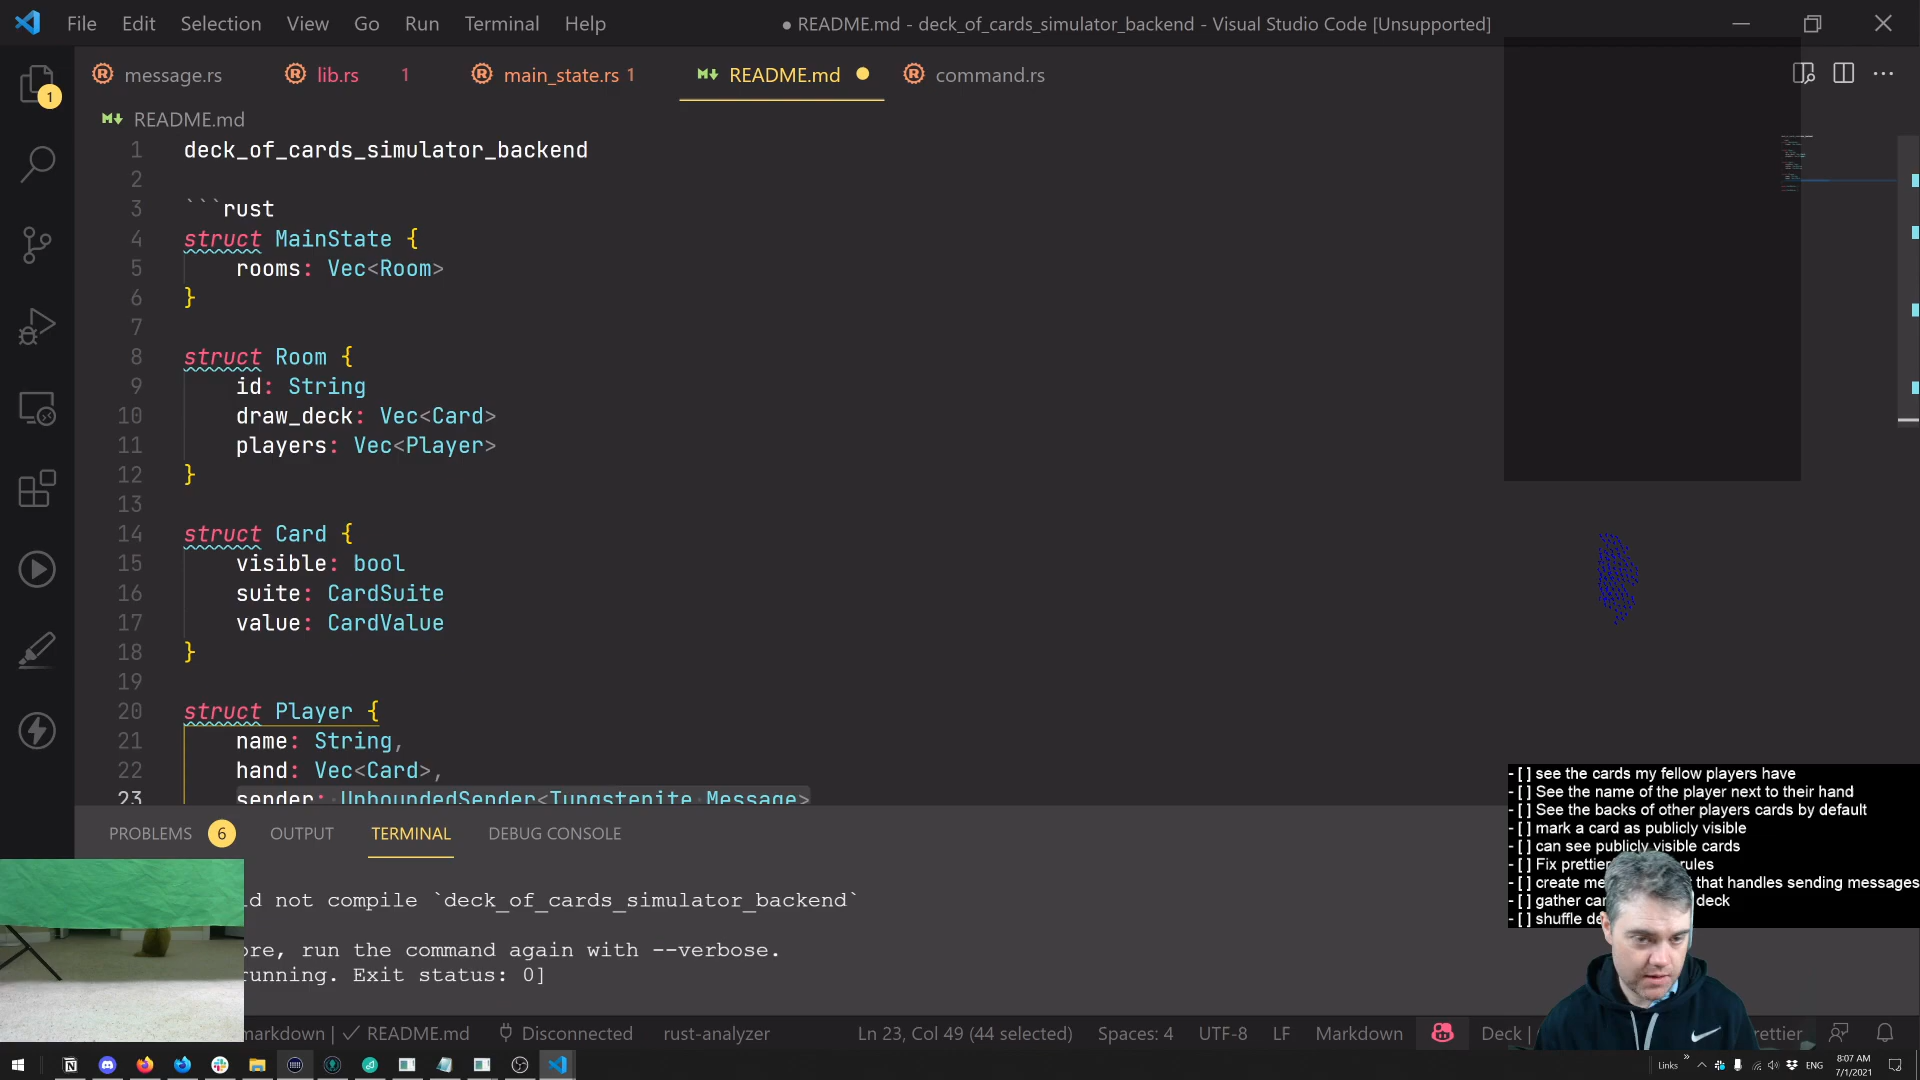 File Edit Selection View Go Run Terminal Help
● README.md - deck_of_cards_simulator_backend - Visual Studio Code [Unsupported]
message.rs
lib.rs 1
main_state.rs 1
README.md
command.rs
1
README.md
1 deck_of_cards_simulator_backend
2
3 ```rust
4 struct MainState {
5 rooms: Vec<Room>
6 }
7
8 struct Room {
9 id: String
10 draw_deck: Vec<Card>
11 players: Vec<Player>
12 }
13
14 struct Card {
15 visible: bool
16 suite: CardSuite
17 value: CardValue
18 }
19
20 struct Player {
21 name: String,
22 hand: Vec<Card>,
23 sender: UnboundedSender<Tungstenite Message>
PROBLEMS 6 OUTPUT TERMINAL DEBUG CONSOLE
d not compile `deck_of_cards_simulator_backend`
ore, run the command again with --verbose.
running. Exit status: 0]
- [ ] see the cards my fellow players have
- [ ] See the name of the player next to their hand
- [ ] See the backs of other players cards by default
- [ ] mark a card as publicly visible
- [ ] can see publicly visible cards
- [ ] Fix prettier rules
- [ ] create me that handles sending messages
- [ ] gather car deck
- [ ] shuffle de
markdown | ✓ README.md Disconnected rust-analyzer Ln 23, Col 49 (44 selected) Spaces: 4 UTF-8 LF Markdown Deck | rettier
Links » ENG 8:07 AM
7/1/2021